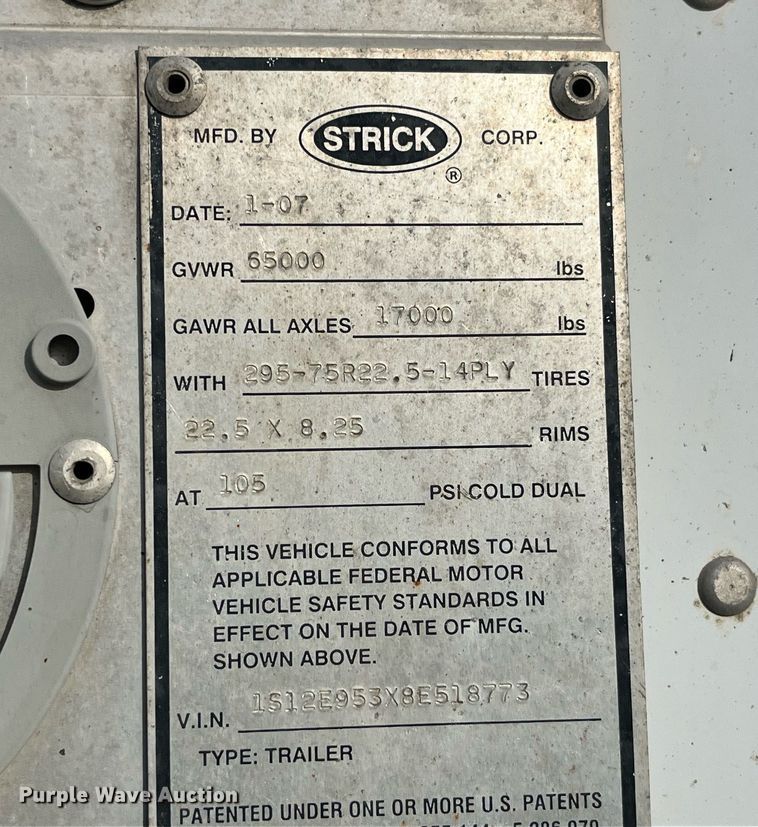 MFD. BY STRICK CORP.
®
DATE: 1-07
GVWR 65000 lbs
GAWR ALL AXLES 17000 lbs
WITH 295-75R22.5-14PLY TIRES
22.5 X 8.25 RIMS
AT 105 PSI COLD DUAL
THIS VEHICLE CONFORMS TO ALL
APPLICABLE FEDERAL MOTOR
VEHICLE SAFETY STANDARDS IN
EFFECT ON THE DATE OF MFG.
SHOWN ABOVE.
V.I.N. 1S12E953X8E518773
TYPE: TRAILER
Purple Wave Auction
PATENTED UNDER ONE OR MORE U.S. PATENTS